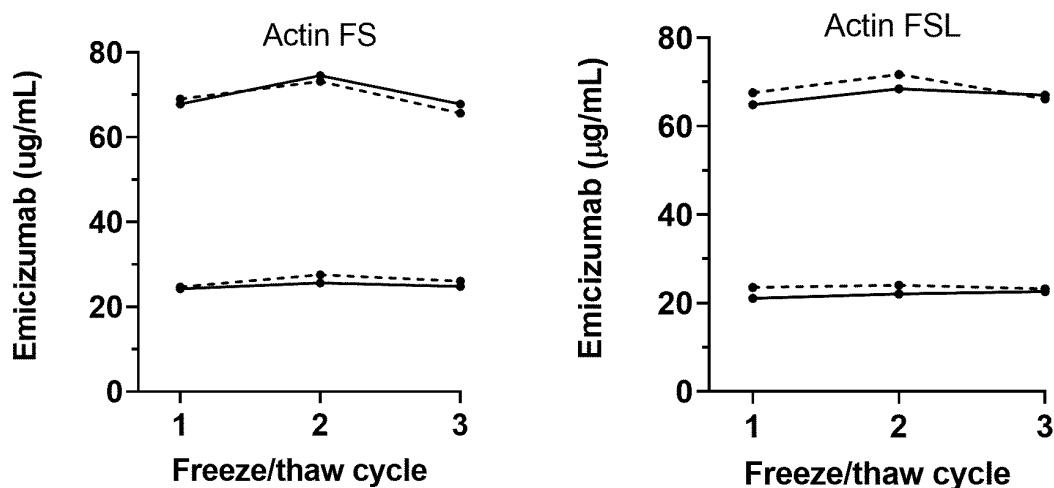 Actin FS
Emicizumab (ug/mL)
80
60
40
20
0
1 2 3
Freeze/thaw cycle
Actin FSL
Emicizumab (μg/mL)
80
60
40
20
0
1 2 3
Freeze/thaw cycle